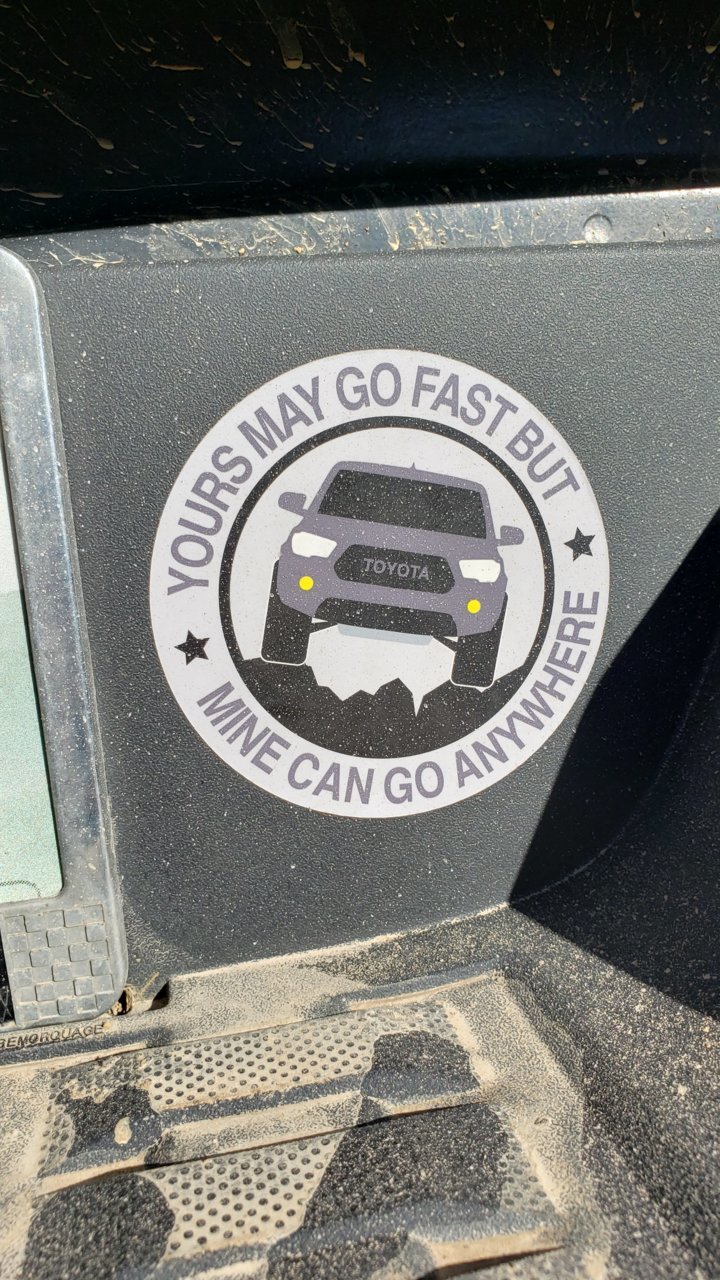 YOURS MAY GO FAST BUT
TOYOTA
MINE CAN GO ANYWHERE
REMORQUAGE